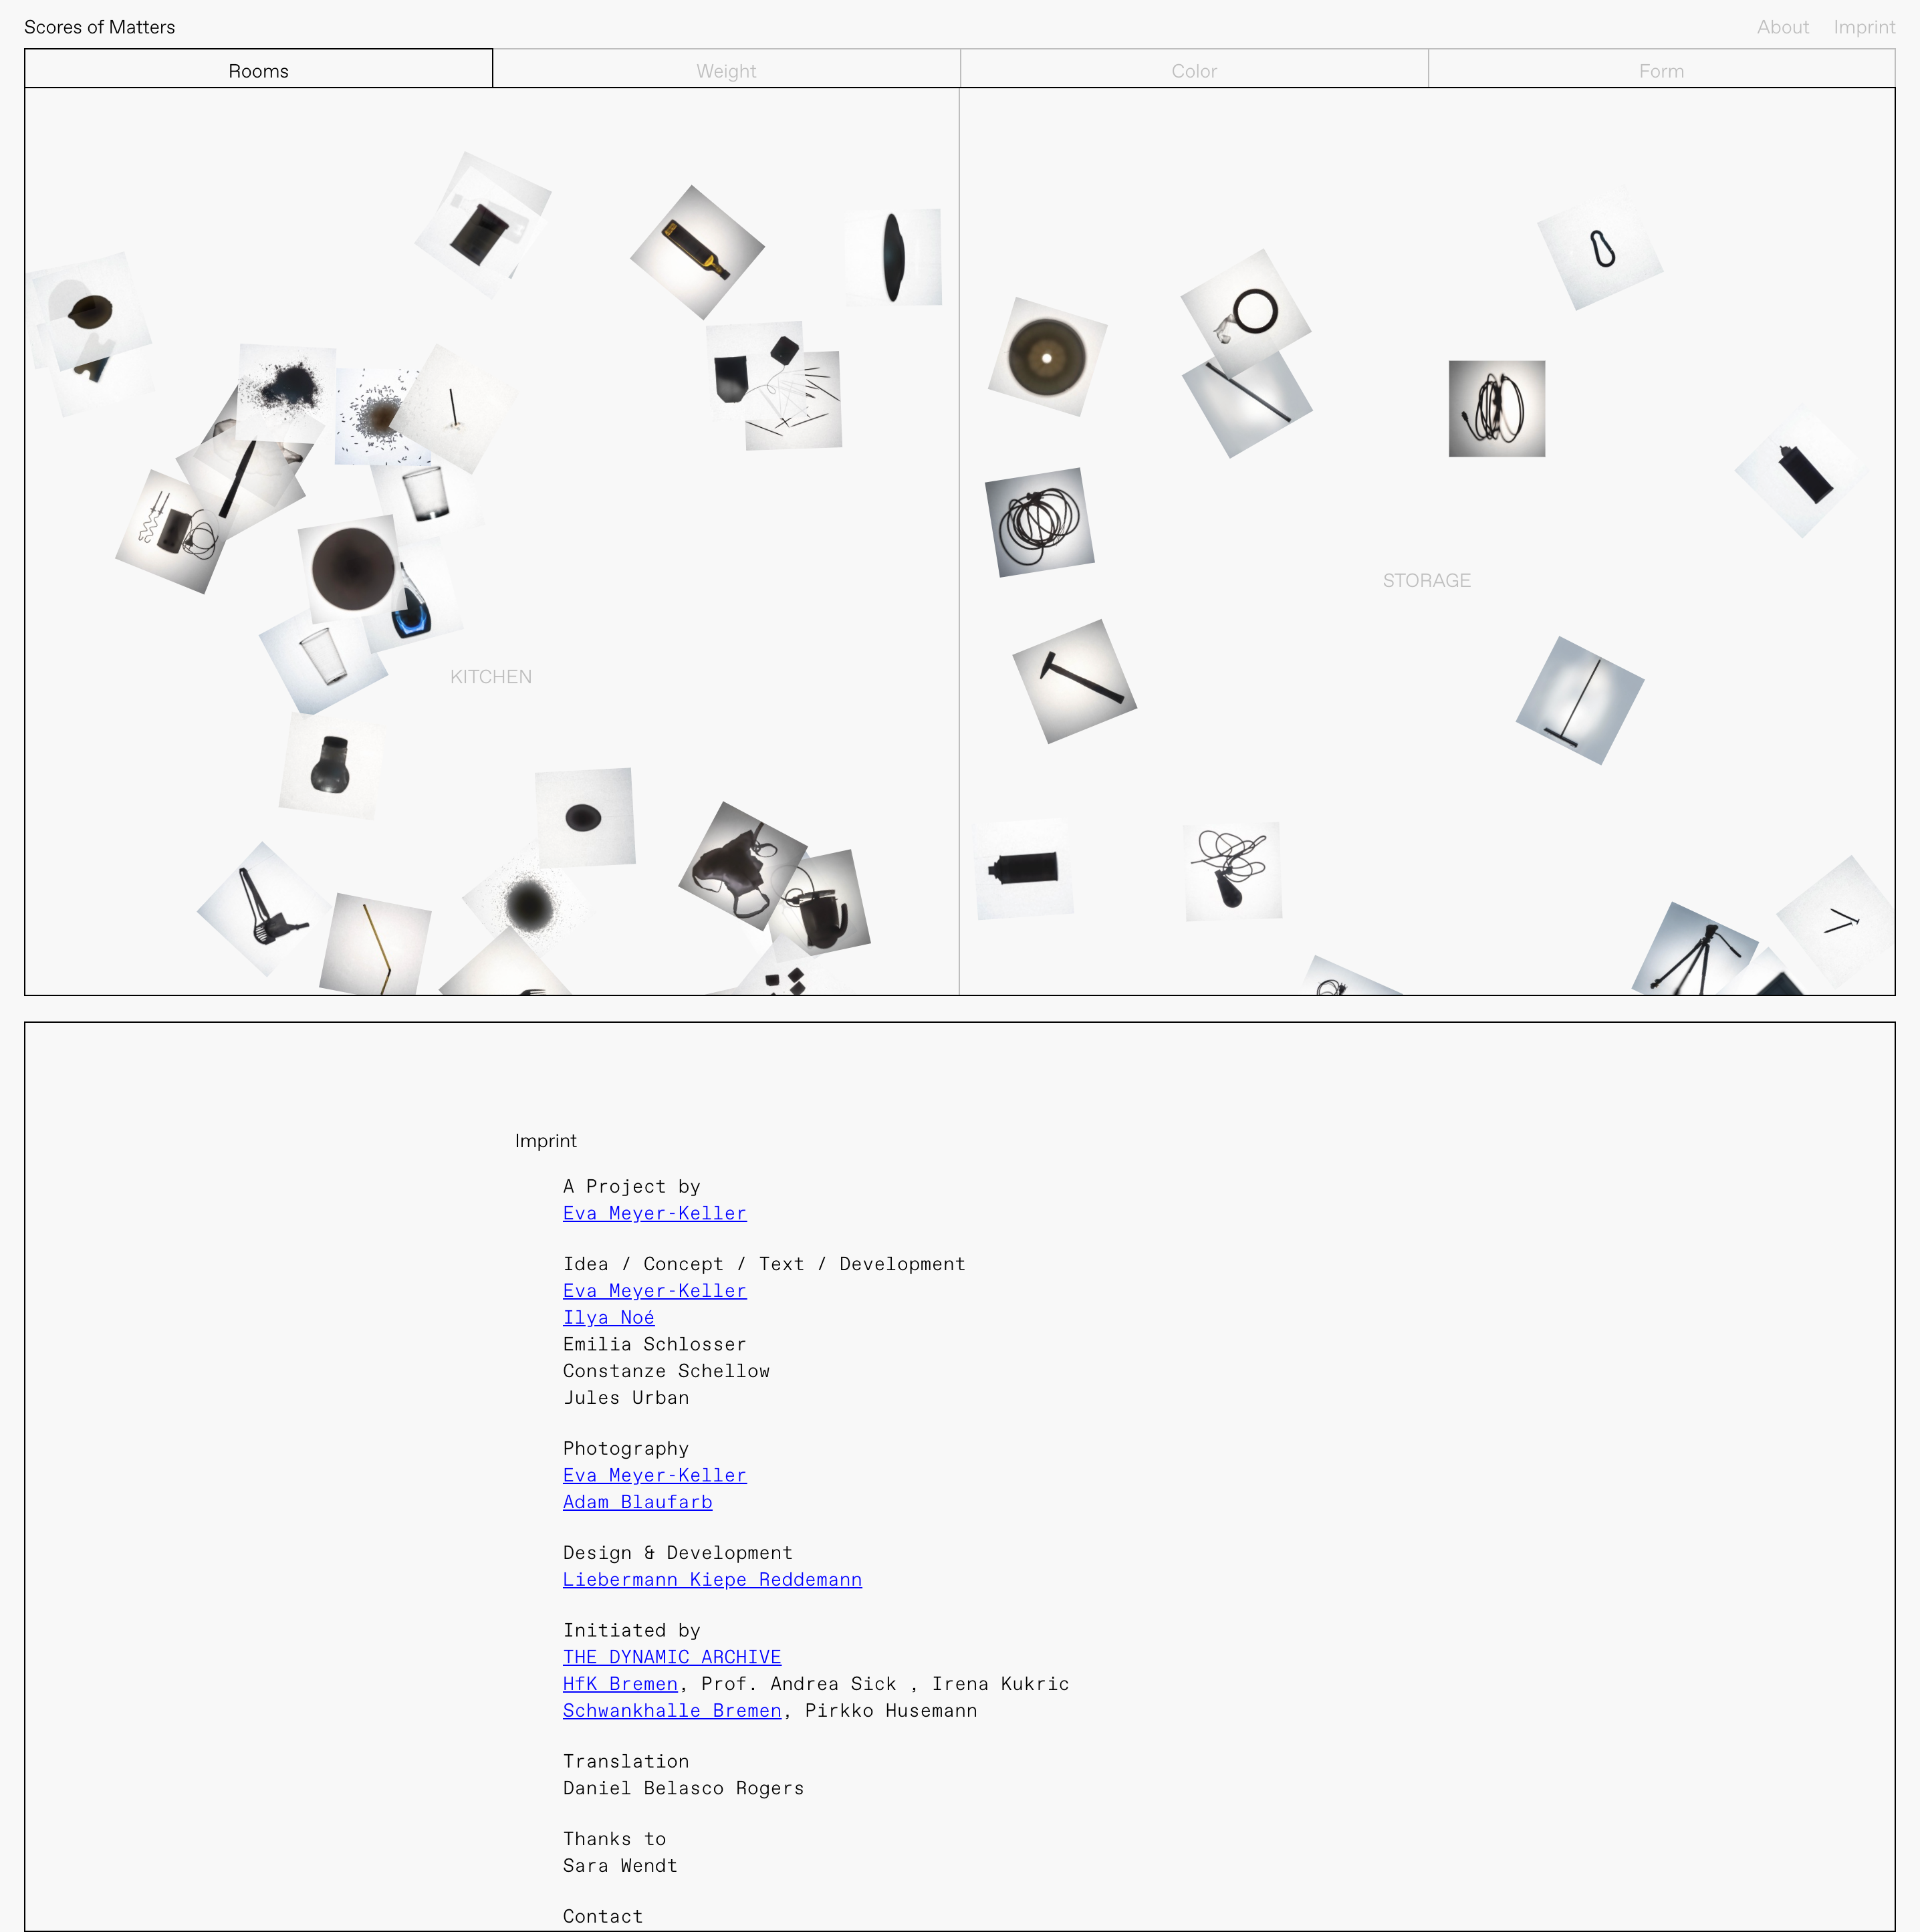 Scores of Matters
About Imprint
Rooms Weight Color Form
STORAGE
KITCHEN
Imprint
A Project by
Eva Meyer-Keller
Idea / Concept / Text / Development
Eva Meyer-Keller
Ilya Noé
Emilia Schlosser
Constanze Schellow
Jules Urban
Photography
Eva Meyer-Keller
Adam Blaufarb
Design & Development
Liebermann Kiepe Reddemann
Initiated by
THE DYNAMIC ARCHIVE
HfK Bremen, Prof. Andrea Sick , Irena Kukric
Schwankhalle Bremen, Pirkko Husemann
Translation
Daniel Belasco Rogers
Thanks to
Sara Wendt
Contact